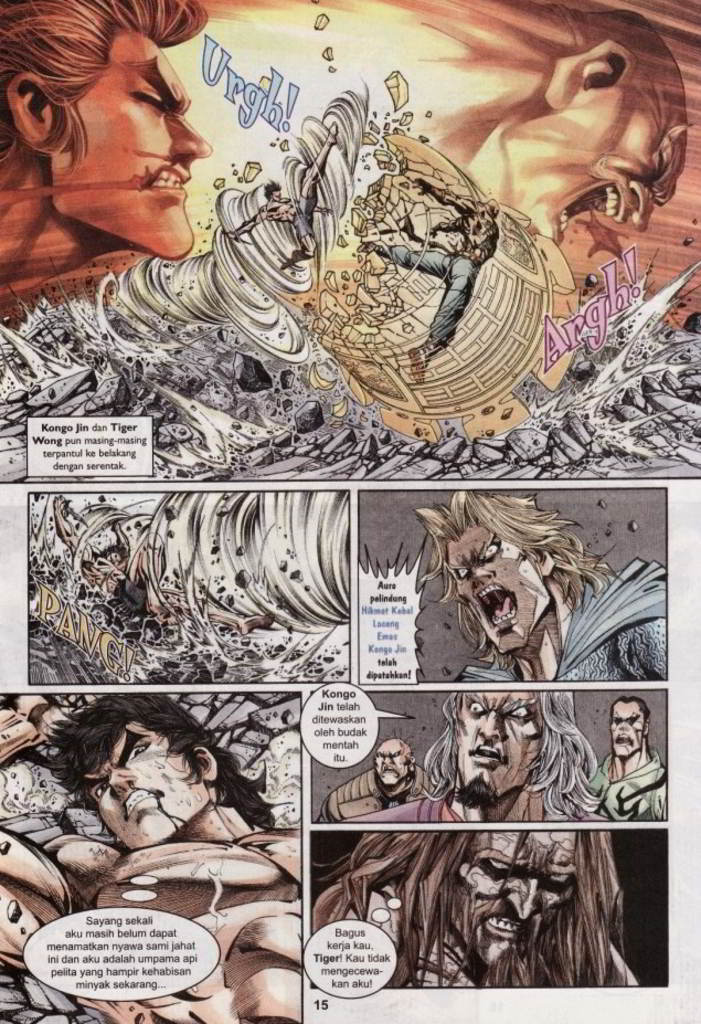 Urgh!
Argh!
Kongo Jin dan Tiger
Wong pun masing-masing
terpantul ke belakang
dengan serentak.
PANG!
Aura
pelindung
Hikmat Kebal
Loceng
Emas
Kongo Jin
telah
dipatahkan!
Kongo
Jin telah
ditewaskan
oleh budak
mentah
itu.
Sayang sekali
aku masih belum dapat
menamatkan nyawa sami jahat
ini dan aku adalah umpama api
pelita yang hampir kehabisan
minyak sekarang...
Bagus
kerja kau,
Tiger! Kau tidak
mengecewa-
kan aku!
15